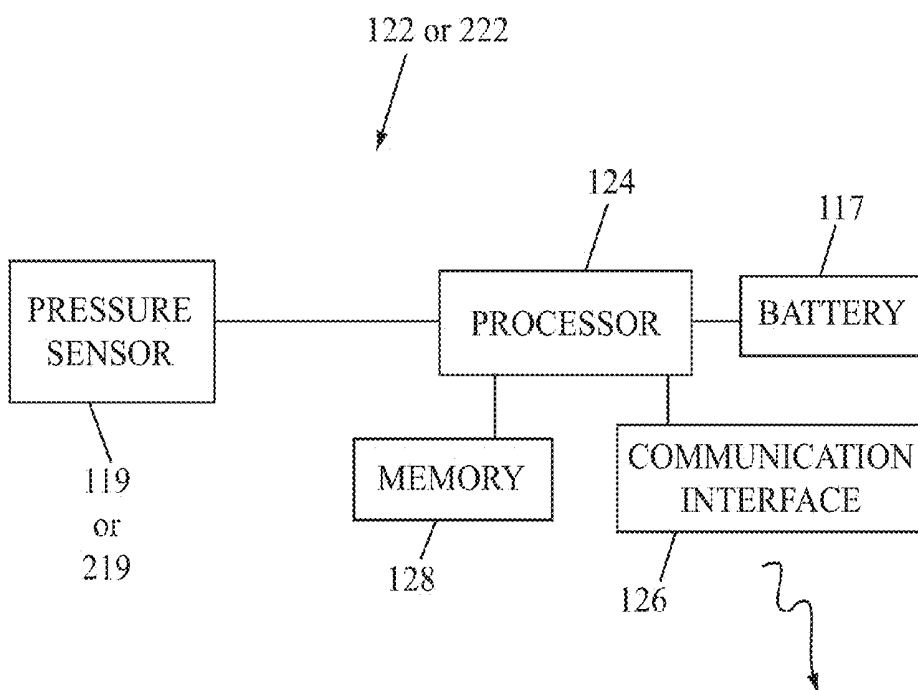 122 or 222
124
117
PRESSURE
SENSOR
PROCESSOR
BATTERY
119
or
219
MEMORY
128
COMMUNICATION
INTERFACE
126